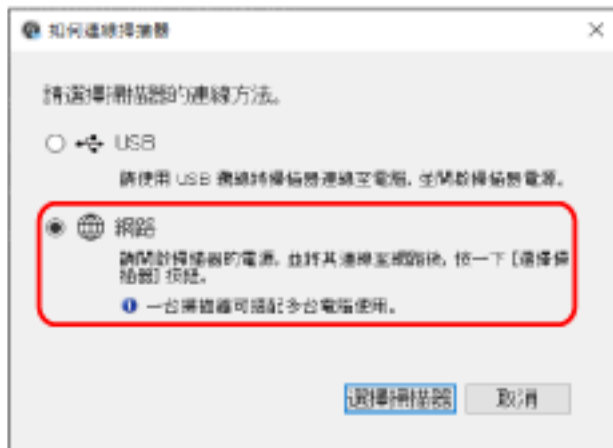 如何連線掃描器
請選擇掃描器的連線方法。
USB
請使用 USB 纜線將掃描器連線至電腦，並開啟掃描器電源。
網路
請開啟掃描器的電源，並將其連線至網路後，按一下 [選擇掃
描器] 按鈕。
一台掃描器可搭配多台電腦使用。
選擇掃描器
取消